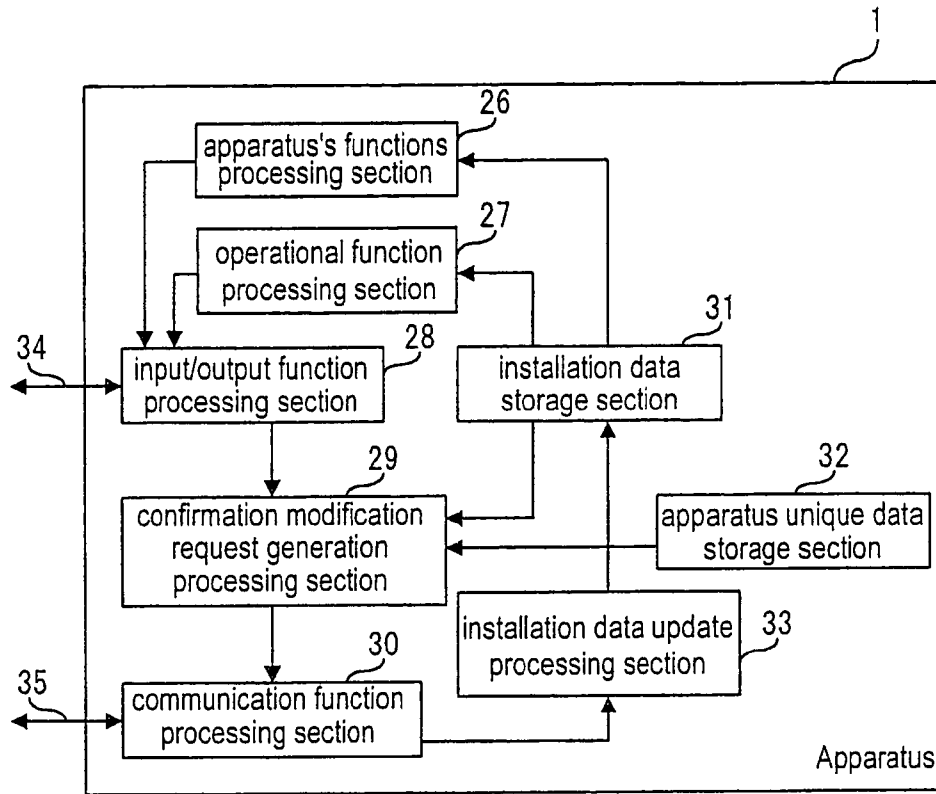 1
26
apparatus's functions
processing section
27
operational function
processing section
31
34
28
input/output function
processing section
installation data
storage section
29
32
confirmation modification
request generation
processing section
apparatus unique data
storage section
installation data update
processing section
33
30
35
communication function
processing section
Apparatus